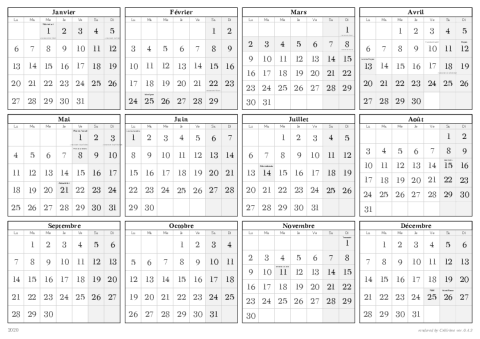 Janvier
Lu Ma Me Je Ve Sa Di
1 2 3 4 5
6 7 8 9 10 11 12
13 14 15 16 17 18 19
20 21 22 23 24 25 26
27 28 29 30 31
Février
Lu Ma Me Je Ve Sa Di
1 2
3 4 5 6 7 8 9
10 11 12 13 14 15 16
17 18 19 20 21 22 23
24 25 26 27 28 29
Mars
Lu Ma Me Je Ve Sa Di
1
2 3 4 5 6 7 8
9 10 11 12 13 14 15
16 17 18 19 20 21 22
23 24 25 26 27 28 29
30 31
Avril
Lu Ma Me Je Ve Sa Di
1 2 3 4 5
6 7 8 9 10 11 12
13 14 15 16 17 18 19
20 21 22 23 24 25 26
27 28 29 30
Mai
Lu Ma Me Je Ve Sa Di
1 2 3
4 5 6 7 8 9 10
11 12 13 14 15 16 17
18 19 20 21 22 23 24
25 26 27 28 29 30 31
Juin
Lu Ma Me Je Ve Sa Di
1 2 3 4 5 6 7
8 9 10 11 12 13 14
15 16 17 18 19 20 21
22 23 24 25 26 27 28
29 30
Juillet
Lu Ma Me Je Ve Sa Di
1 2 3 4 5
6 7 8 9 10 11 12
13 14 15 16 17 18 19
20 21 22 23 24 25 26
27 28 29 30 31
Août
Lu Ma Me Je Ve Sa Di
1 2
3 4 5 6 7 8 9
10 11 12 13 14 15 16
17 18 19 20 21 22 23
24 25 26 27 28 29 30
31
Septembre
Lu Ma Me Je Ve Sa Di
1 2 3 4 5 6
7 8 9 10 11 12 13
14 15 16 17 18 19 20
21 22 23 24 25 26 27
28 29 30
Octobre
Lu Ma Me Je Ve Sa Di
1 2 3 4
5 6 7 8 9 10 11
12 13 14 15 16 17 18
19 20 21 22 23 24 25
26 27 28 29 30 31
Novembre
Lu Ma Me Je Ve Sa Di
1
2 3 4 5 6 7 8
9 10 11 12 13 14 15
16 17 18 19 20 21 22
23 24 25 26 27 28 29
30
Décembre
Lu Ma Me Je Ve Sa Di
1 2 3 4 5 6
7 8 9 10 11 12 13
14 15 16 17 18 19 20
21 22 23 24 25 26 27
28 29 30 31
2020